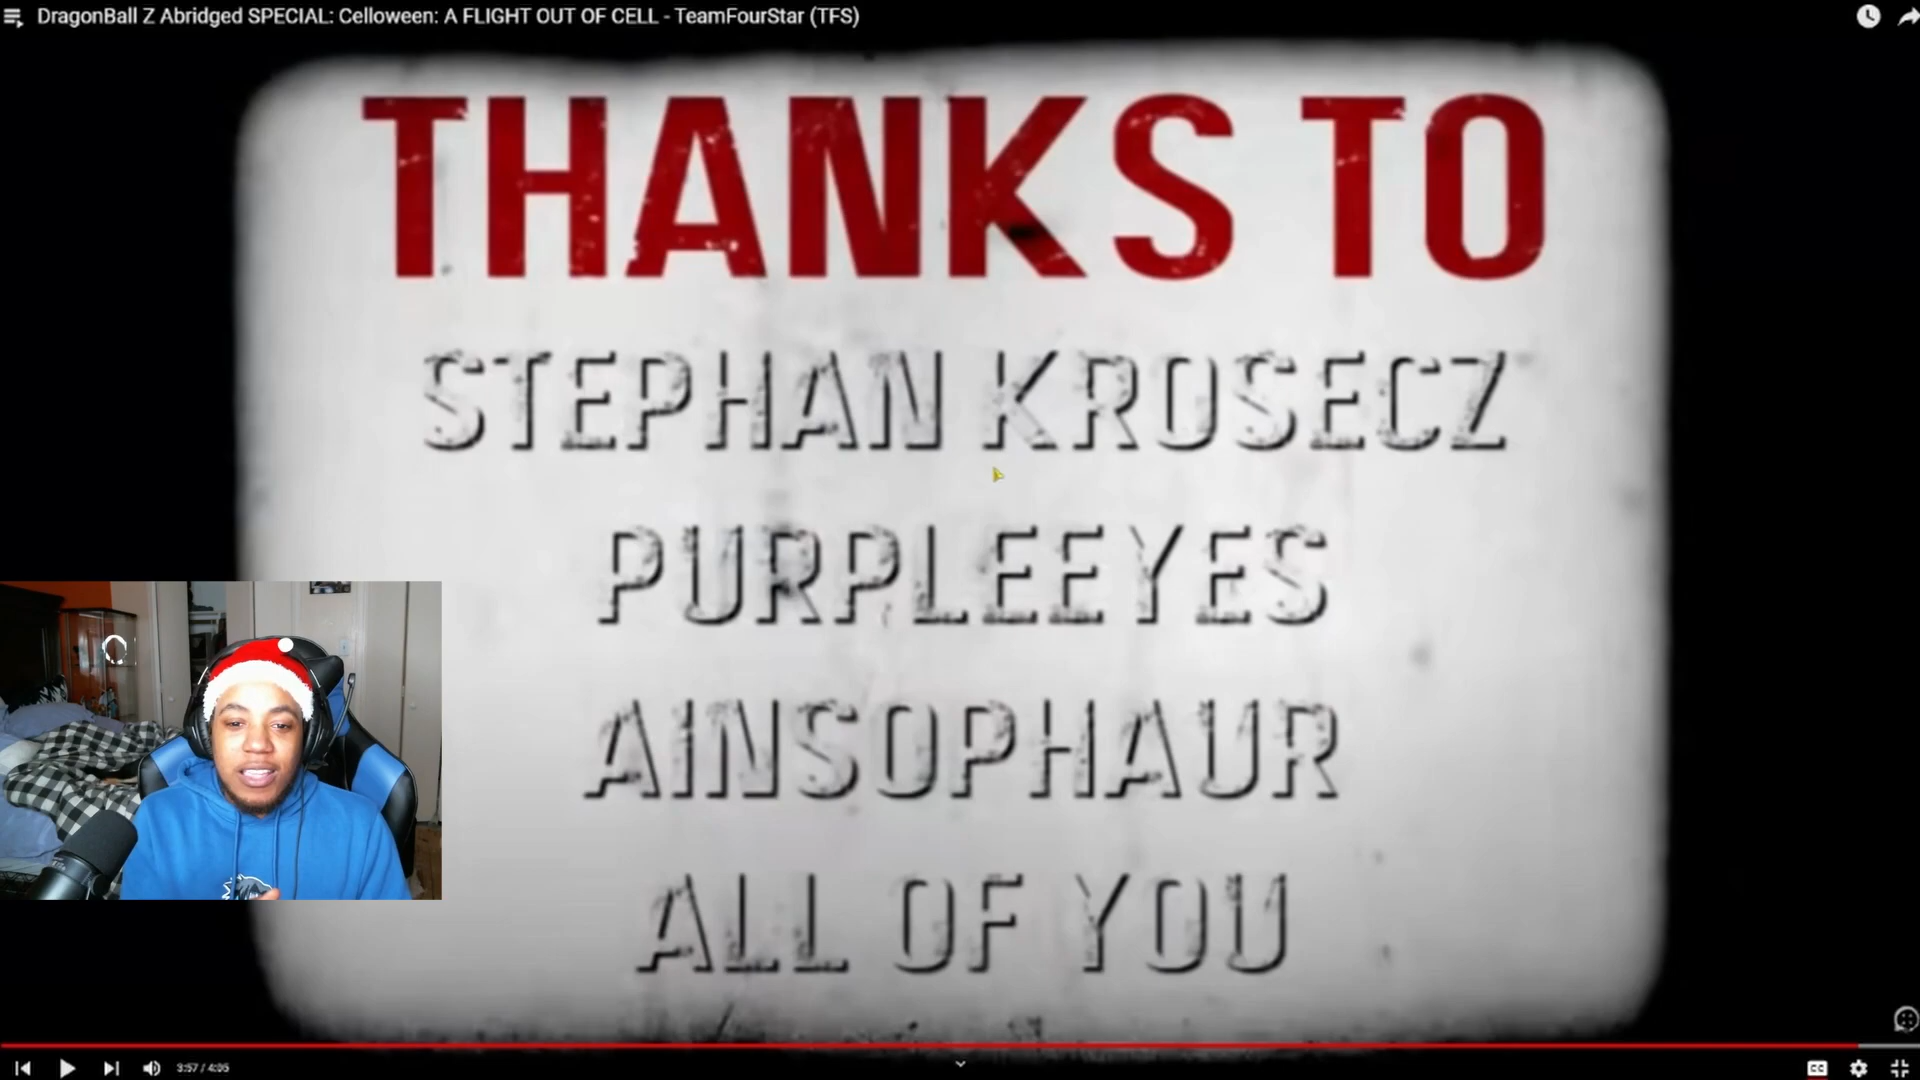 DragonBall Z Abridged SPECIAL: Celloween: A FLIGHT OUT OF CELL - TeamFourStar (TFS)
THANKS TO
STEPHAN KROSECZ
PURPLEEYES
AINSOPHAUR
ALL OF YOU
3:57 / 4:05
CC